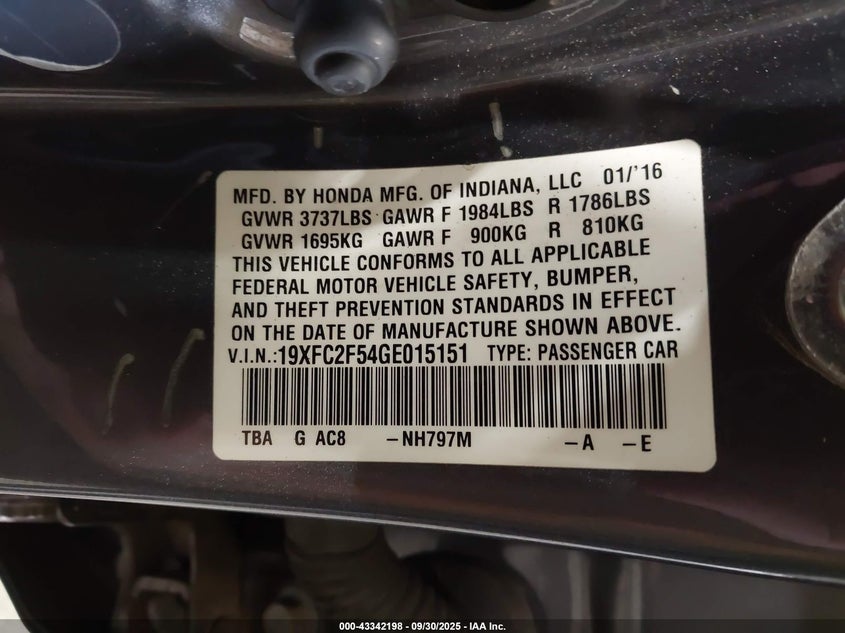 MFD. BY HONDA MFG. OF INDIANA, LLC 01/'16
GVWR 3737LBS GAWR F 1984LBS R 1786LBS
GVWR 1695KG GAWR F 900KG R 810KG
THIS VEHICLE CONFORMS TO ALL APPLICABLE
FEDERAL MOTOR VEHICLE SAFETY, BUMPER,
AND THEFT PREVENTION STANDARDS IN EFFECT
ON THE DATE OF MANUFACTURE SHOWN ABOVE.
V.I.N.:19XFC2F54GE015151 TYPE: PASSENGER CAR
TBA G AC8 -NH797M -A -E
000-43342198 - 09/30/2025 - IAA Inc.